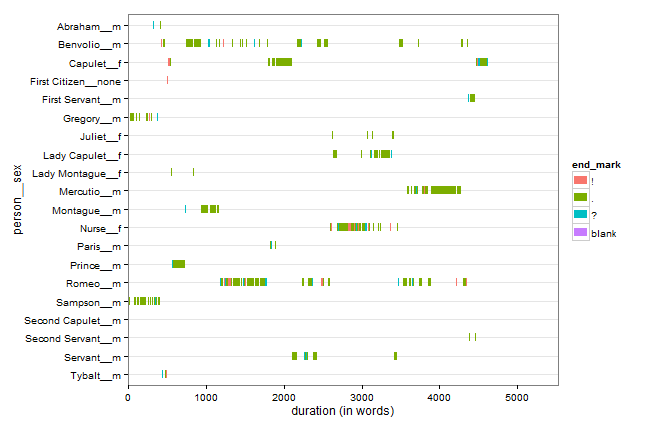 Abraham__m
Benvolio__m
Capulet__f
First Citizen__none
First Servant__m
Gregory__m
Juliet__f
Lady Capulet__f
Lady Montague__f
Mercutio__m
Montague__m
Nurse__f
Paris__m
Prince__m
Romeo__m
Sampson__m
Second Capulet__m
Second Servant__m
Servant__m
Tybalt__m
person__sex
0 1000 2000 3000 4000 5000
duration (in words)
end_mark
!
.
?
blank